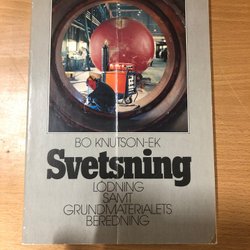 BO KNUTSON-EK
Svetsning
LÖDNING
SAMT
GRUNDMATERIALETS
BEREDNING